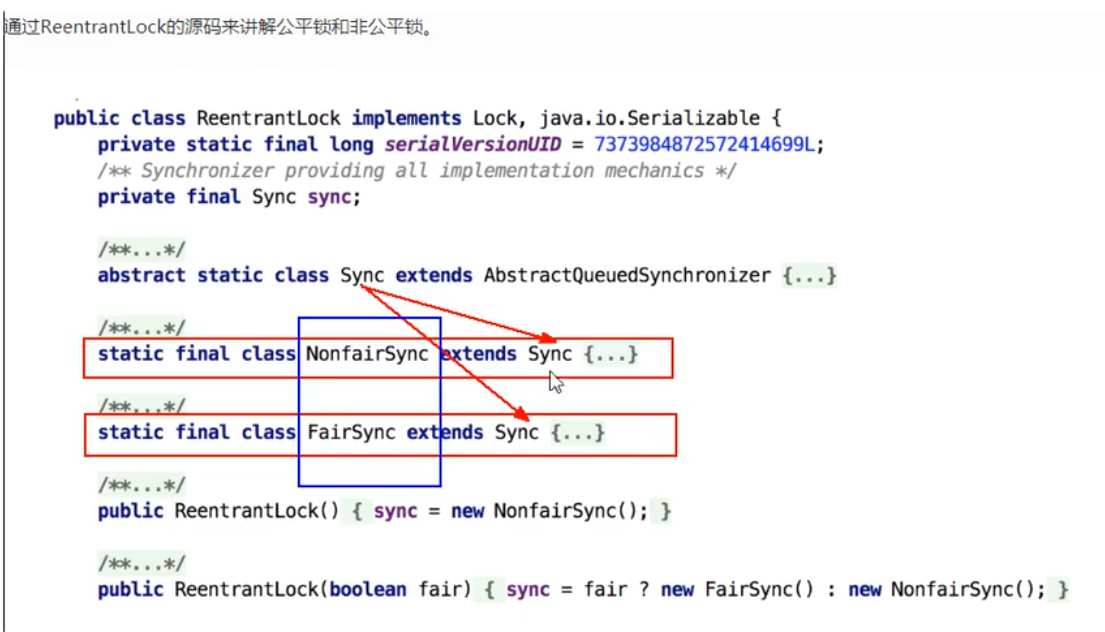 通过ReentrantLock的源码来讲解公平锁和非公平锁。
public class ReentrantLock implements Lock, java.io.Serializable {
private static final long serialVersionUID = 7373984872572414699L;
/** Synchronizer providing all implementation mechanics */
private final Sync sync;
/**...*/
abstract static class Sync extends AbstractQueuedSynchronizer {...}
/**...*/
static final class NonfairSync extends Sync {...}
/**...*/
static final class FairSync extends Sync {...}
/**...*/
public ReentrantLock() { sync = new NonfairSync(); }
/**...*/
public ReentrantLock(boolean fair) { sync = fair ? new FairSync() : new NonfairSync(); }